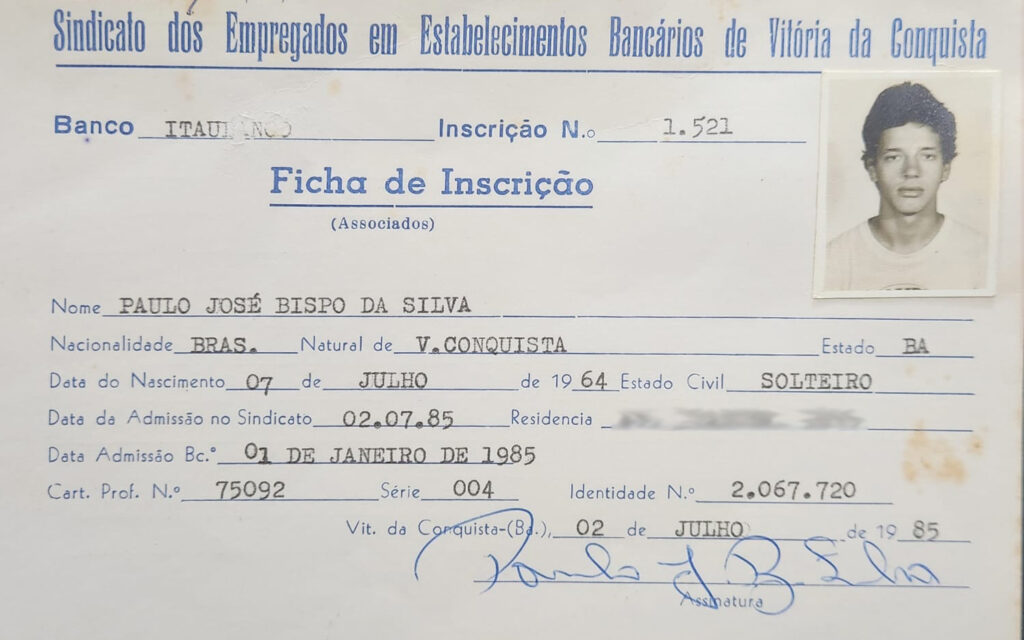 Sindicato dos Empregados em Estabelecimentos Bancários de Vitória da Conquista
Banco Inscrição N.o 1.521
Ficha de Inscrição
(Associados)
Nome PAULO JOSÉ BISPO DA SILVA
Nacionalidade BRAS. Natural de V.CONQUISTA Estado BA
Data do Nascimento 07 de JULHO de 1964 Estado Civil SOLTEIRO
Data da Admissão no Sindicato 02.07.85 Residencia
Data Admissão Bc.° 01 DE JANEIRO DE 1985
Cart. Prof. N.° 75092 Série 004 Identidade N.° 2.067.720
Vit. da Conquista-(Ba.), 02 de JULHO de 1985
Paulo J. B. Silva
Assinatura